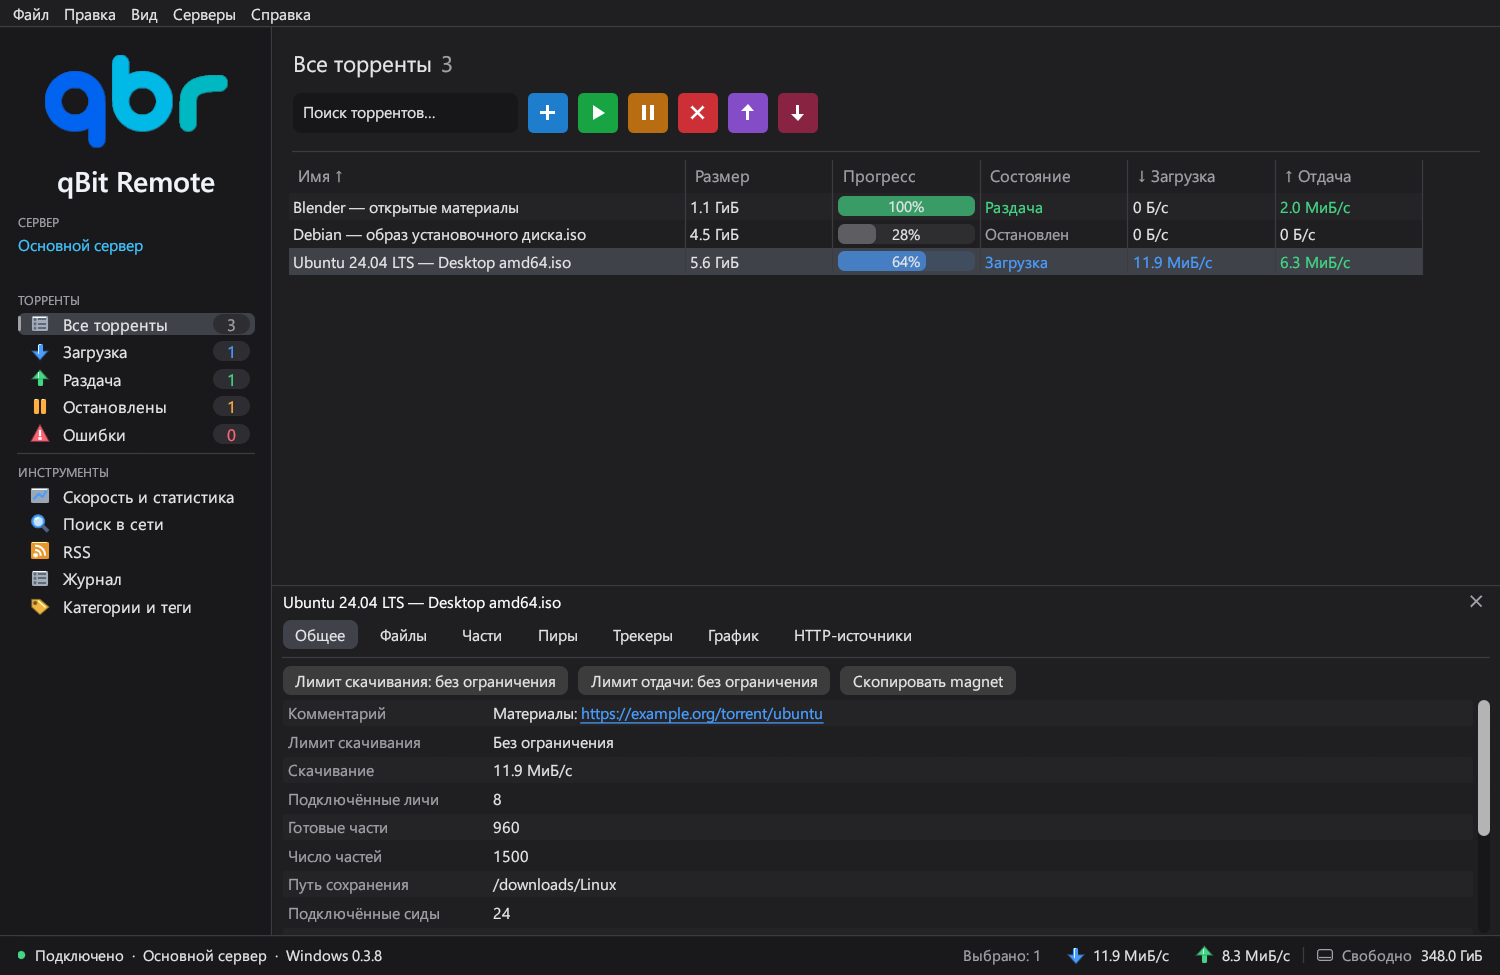 Файл Правка Вид Серверы Справка
qbr
qBit Remote
СЕРВЕР
Основной сервер
ТОРРЕНТЫ
Все торренты 3
Загрузка 1
Раздача 1
Остановлены 1
Ошибки 0
ИНСТРУМЕНТЫ
Скорость и статистика
Поиск в сети
RSS
Журнал
Категории и теги
Все торренты 3
Поиск торрентов...
Имя ↑ Размер Прогресс Состояние ↓ Загрузка ↑ Отдача
Blender — открытые материалы 1.1 ГиБ 100% Раздача 0 Б/с 2.0 МиБ/с
Debian — образ установочного диска.iso 4.5 ГиБ 28% Остановлен 0 Б/с 0 Б/с
Ubuntu 24.04 LTS — Desktop amd64.iso 5.6 ГиБ 64% Загрузка 11.9 МиБ/с 6.3 МиБ/с
Ubuntu 24.04 LTS — Desktop amd64.iso
Общее Файлы Части Пиры Трекеры График HTTP-источники
Лимит скачивания: без ограничения Лимит отдачи: без ограничения Скопировать magnet
Комментарий Материалы: https://example.org/torrent/ubuntu
Лимит скачивания Без ограничения
Скачивание 11.9 МиБ/с
Подключённые личи 8
Готовые части 960
Число частей 1500
Путь сохранения /downloads/Linux
Подключённые сиды 24
Подключено · Основной сервер · Windows 0.3.8
Выбрано: 1 11.9 МиБ/с 8.3 МиБ/с Свободно 348.0 ГиБ